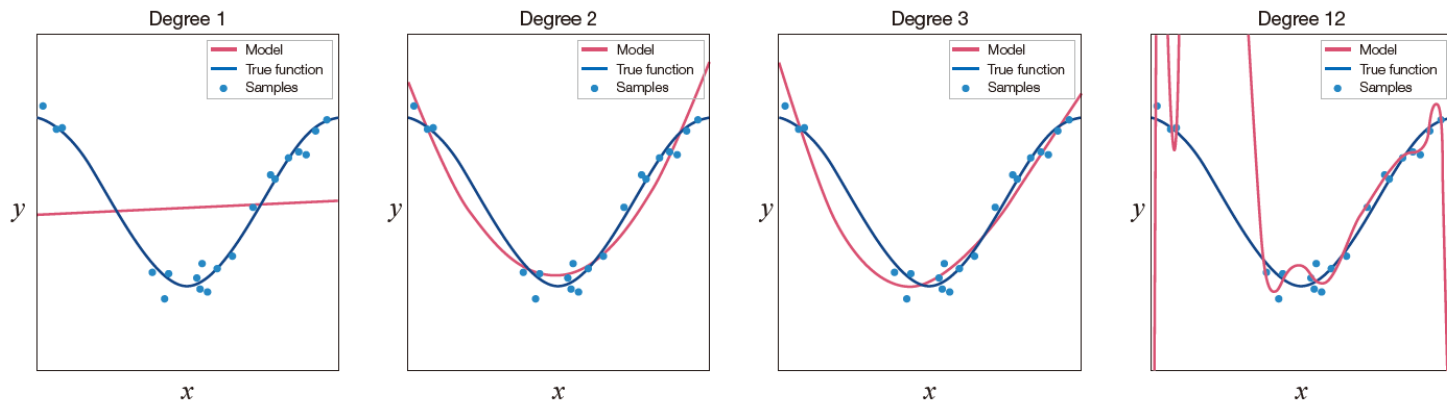 Degree 1
Model
True function
Samples
y
x
Degree 2
Model
True function
Samples
y
x
Degree 3
Model
True function
Samples
y
x
Degree 12
Model
True function
Samples
y
x